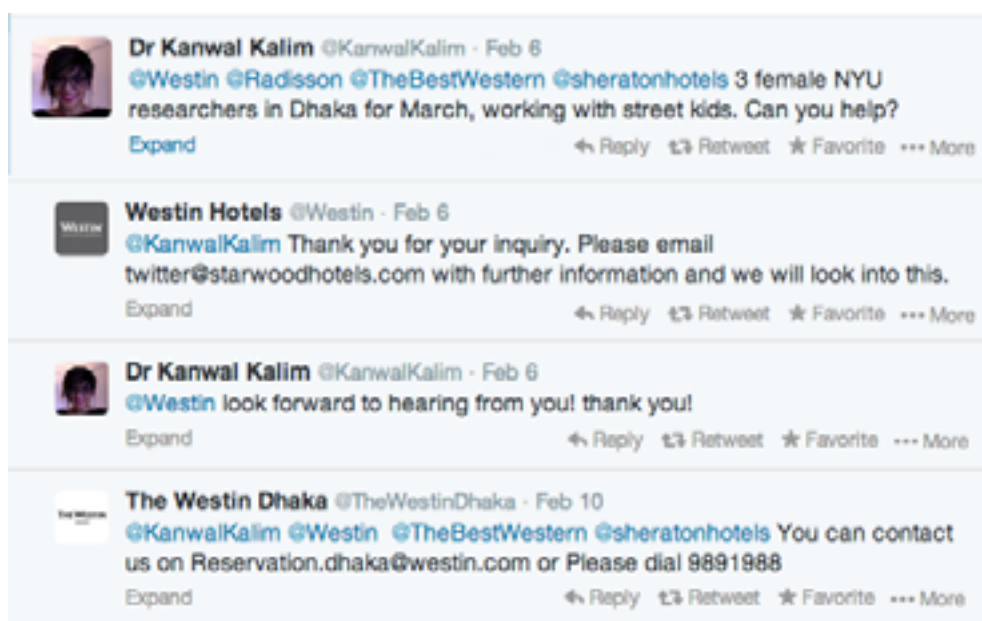 Dr Kanwal Kalim @KanwalKalim · Feb 6
@Westin @Radisson @TheBestWestern @sheratonhotels 3 female NYU
researchers in Dhaka for March, working with street kids. Can you help?
Expand Reply Retweet Favorite ••• More
WESTIN
Westin Hotels @Westin · Feb 6
@KanwalKalim Thank you for your inquiry. Please email
twitter@starwoodhotels.com with further information and we will look into this.
Expand Reply Retweet Favorite ••• More
Dr Kanwal Kalim @KanwalKalim · Feb 6
@Westin look forward to hearing from you! thank you!
Expand Reply Retweet Favorite ••• More
THE WESTIN
The Westin Dhaka @TheWestinDhaka · Feb 10
@KanwalKalim @Westin @TheBestWestern @sheratonhotels You can contact
us on Reservation.dhaka@westin.com or Please dial 9891988
Expand Reply Retweet Favorite ••• More